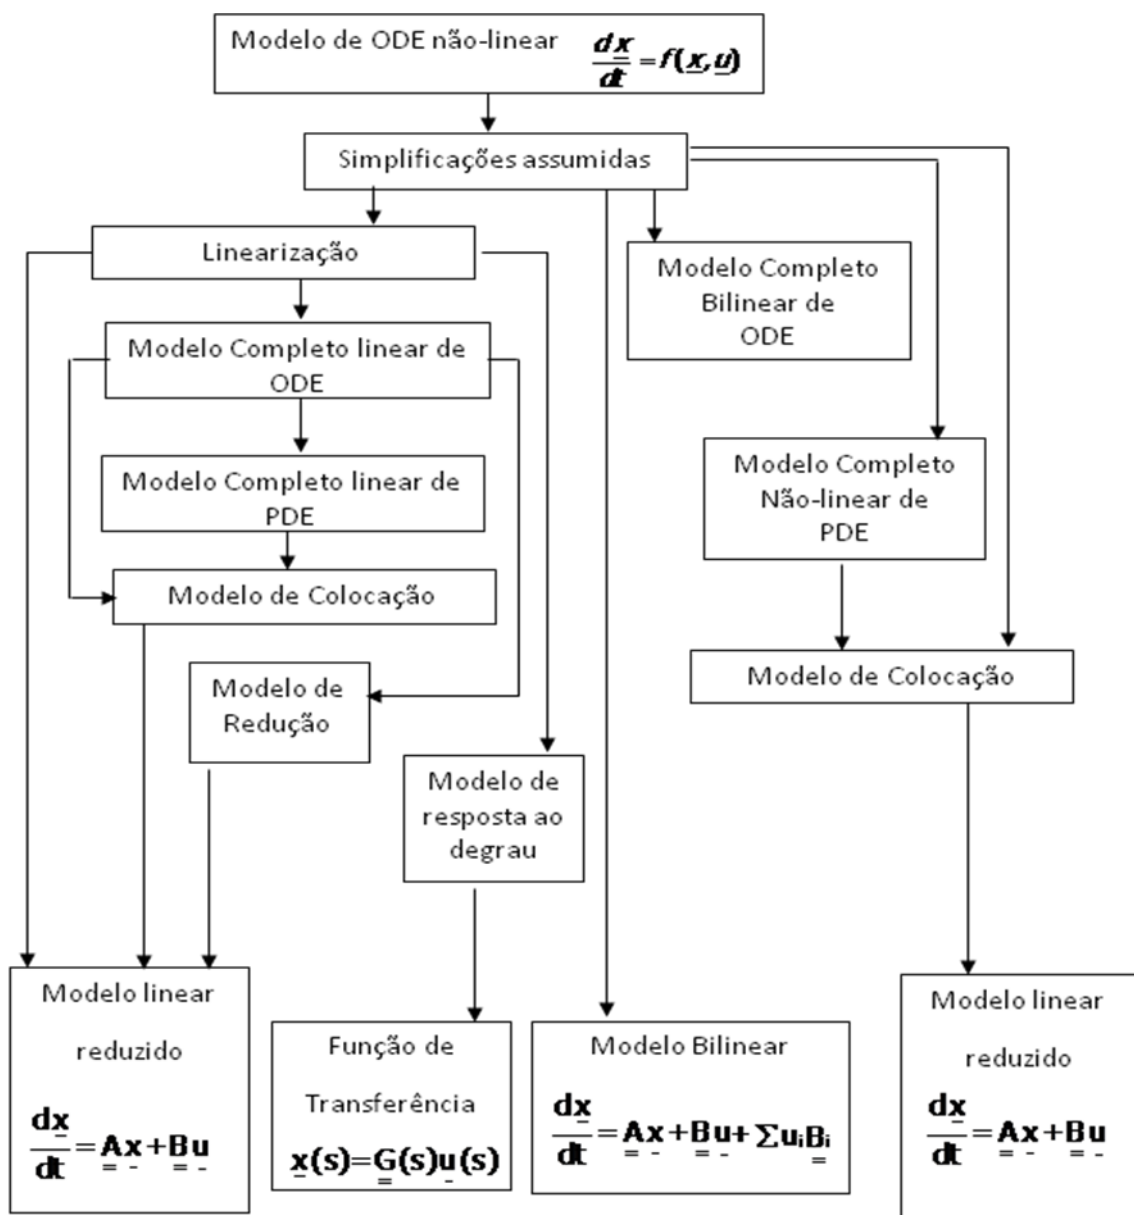 Modelo de ODE não-linear dx/dt = f(x,u)
Simplificações assumidas
Linearização
Modelo Completo
Bilinear de
ODE
Modelo Completo linear de
ODE
Modelo Completo linear de
PDE
Modelo Completo
Não-linear de
PDE
Modelo de Colocação
Modelo de Colocação
Modelo de
Redução
Modelo de
resposta ao
degrau
Modelo linear
reduzido
dx/dt = Ax + Bu
Função de
Transferência
x(s)=G(s)u(s)
Modelo Bilinear
dx/dt = Ax + Bu + ΣuᵢBᵢ
Modelo linear
reduzido
dx/dt = Ax + Bu